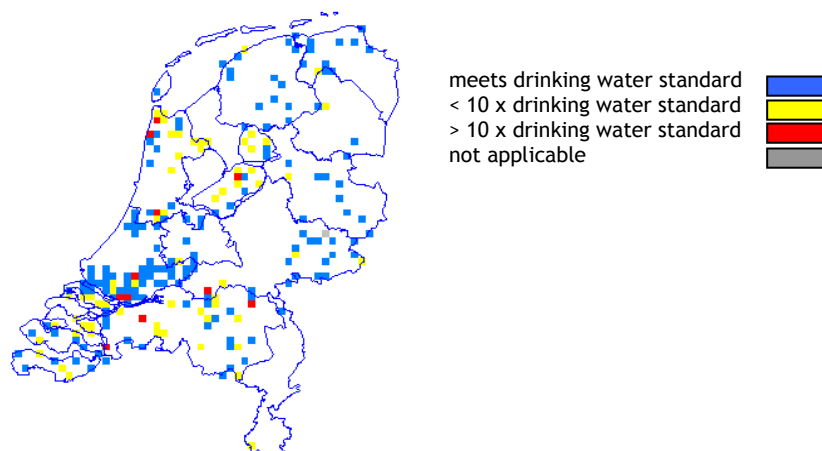 meets drinking water standard
< 10 x drinking water standard
> 10 x drinking water standard
not applicable